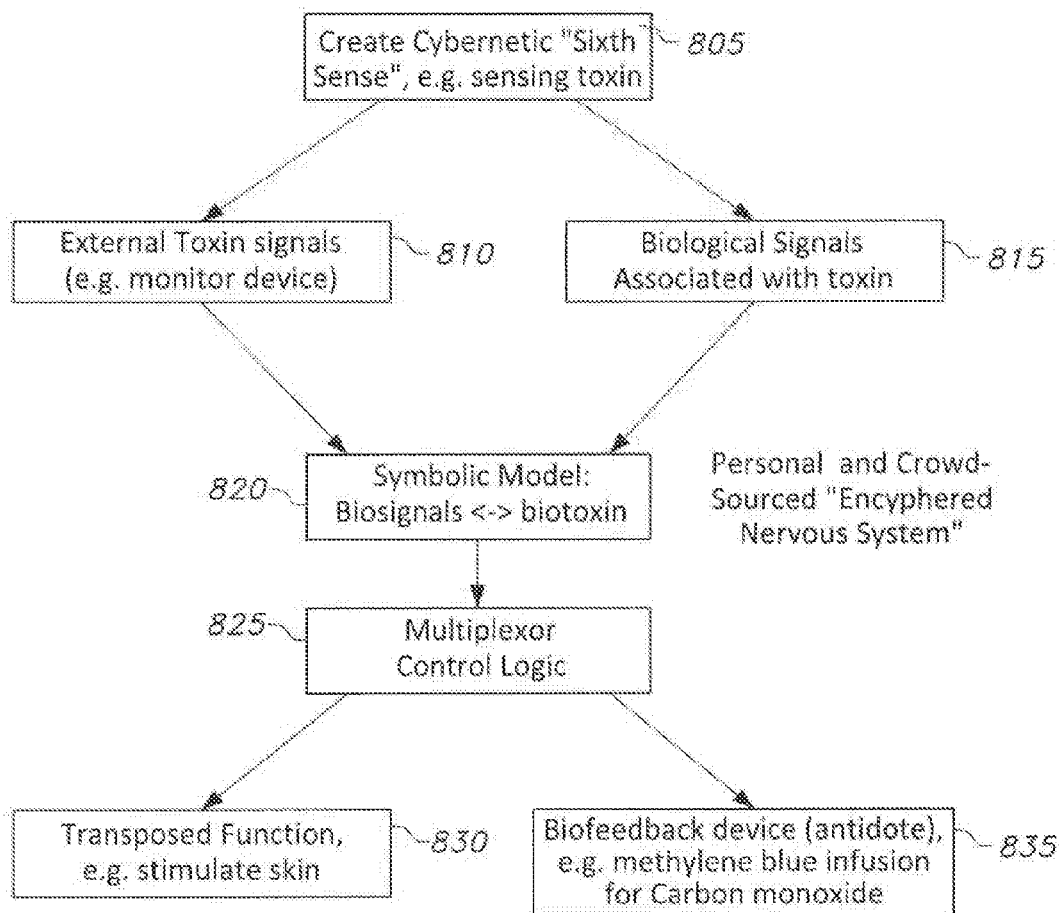 Create Cybernetic "Sixth
Sense", e.g. sensing toxin
805
External Toxin signals
(e.g. monitor device)
810
Biological Signals
Associated with toxin
815
820
Symbolic Model:
Biosignals <-> biotoxin
Personal and Crowd-
Sourced "Encyphered
Nervous System"
825
Multiplexor
Control Logic
Transposed Function,
e.g. stimulate skin
830
Biofeedback device (antidote),
e.g. methylene blue infusion
for Carbon monoxide
835